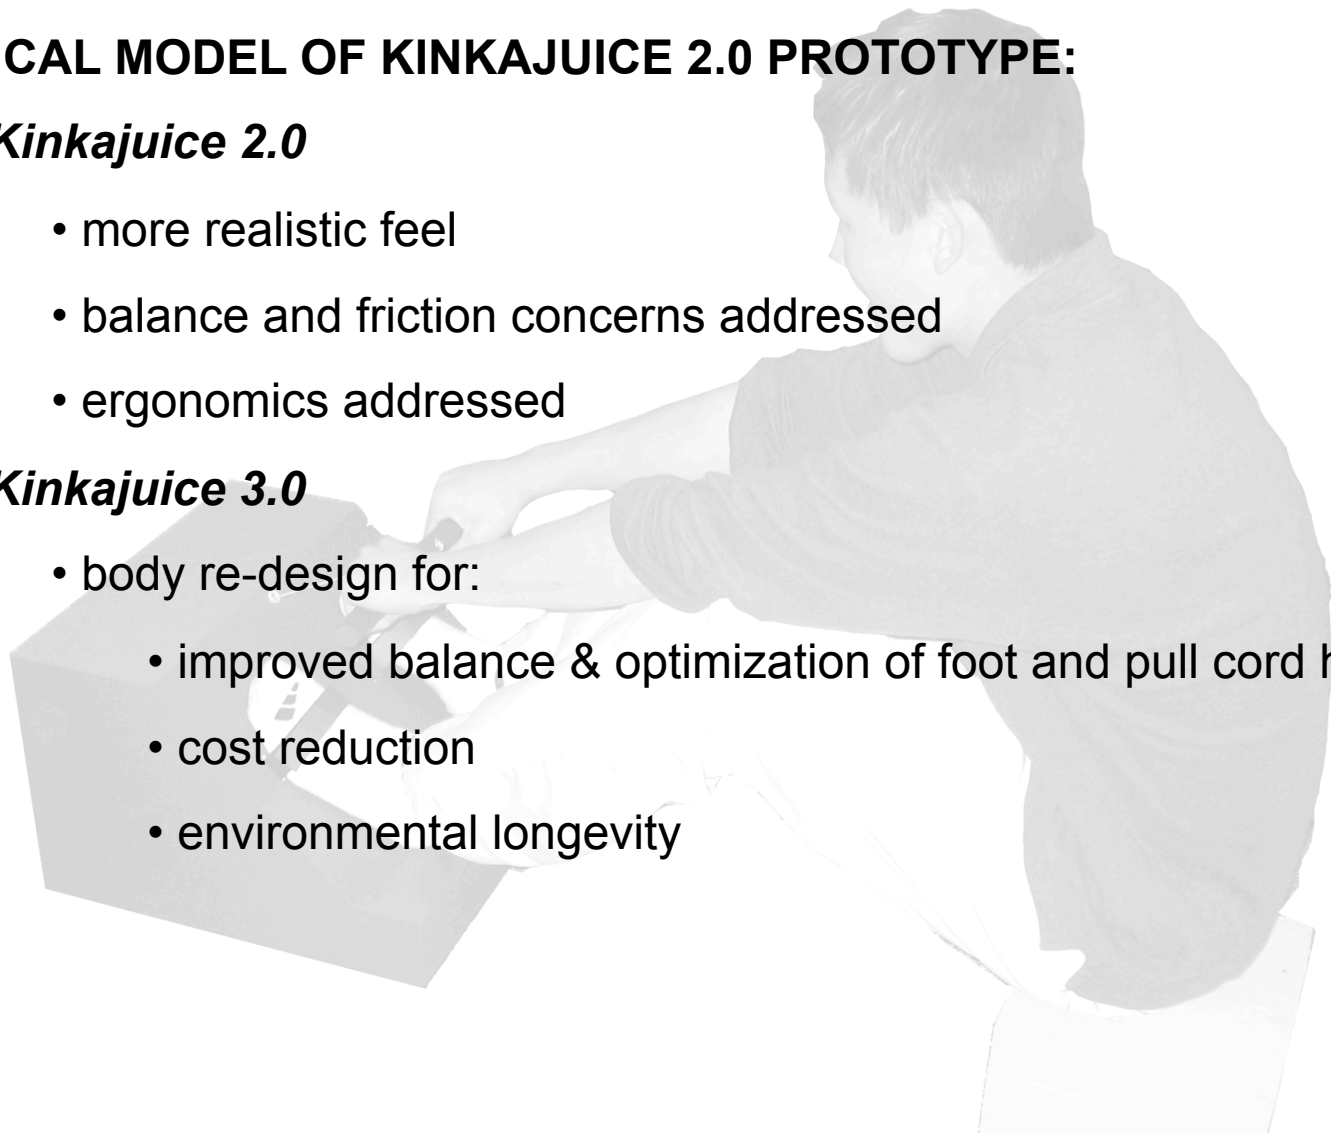 CAL MODEL OF KINKAJUICE 2.0 PROTOTYPE:
Kinkajuice 2.0
• more realistic feel
• balance and friction concerns addressed
• ergonomics addressed
Kinkajuice 3.0
• body re-design for:
• improved balance & optimization of foot and pull cord
• cost reduction
• environmental longevity